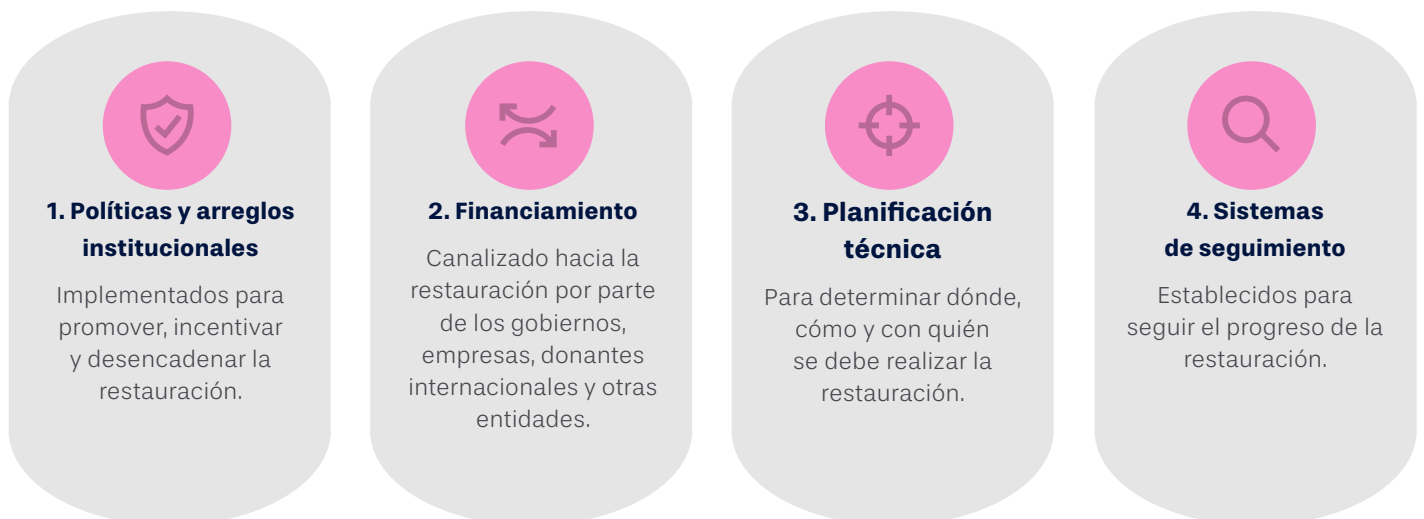 1. Políticas y arreglos
institucionales
Implementados para
promover, incentivar
y desencadenar la
restauración.
2. Financiamiento
Canalizado hacia la
restauración por parte
de los gobiernos,
empresas, donantes
internacionales y otras
entidades.
3. Planificación
técnica
Para determinar dónde,
cómo y con quién
se debe realizar la
restauración.
4. Sistemas
de seguimiento
Establecidos para
seguir el progreso de la
restauración.